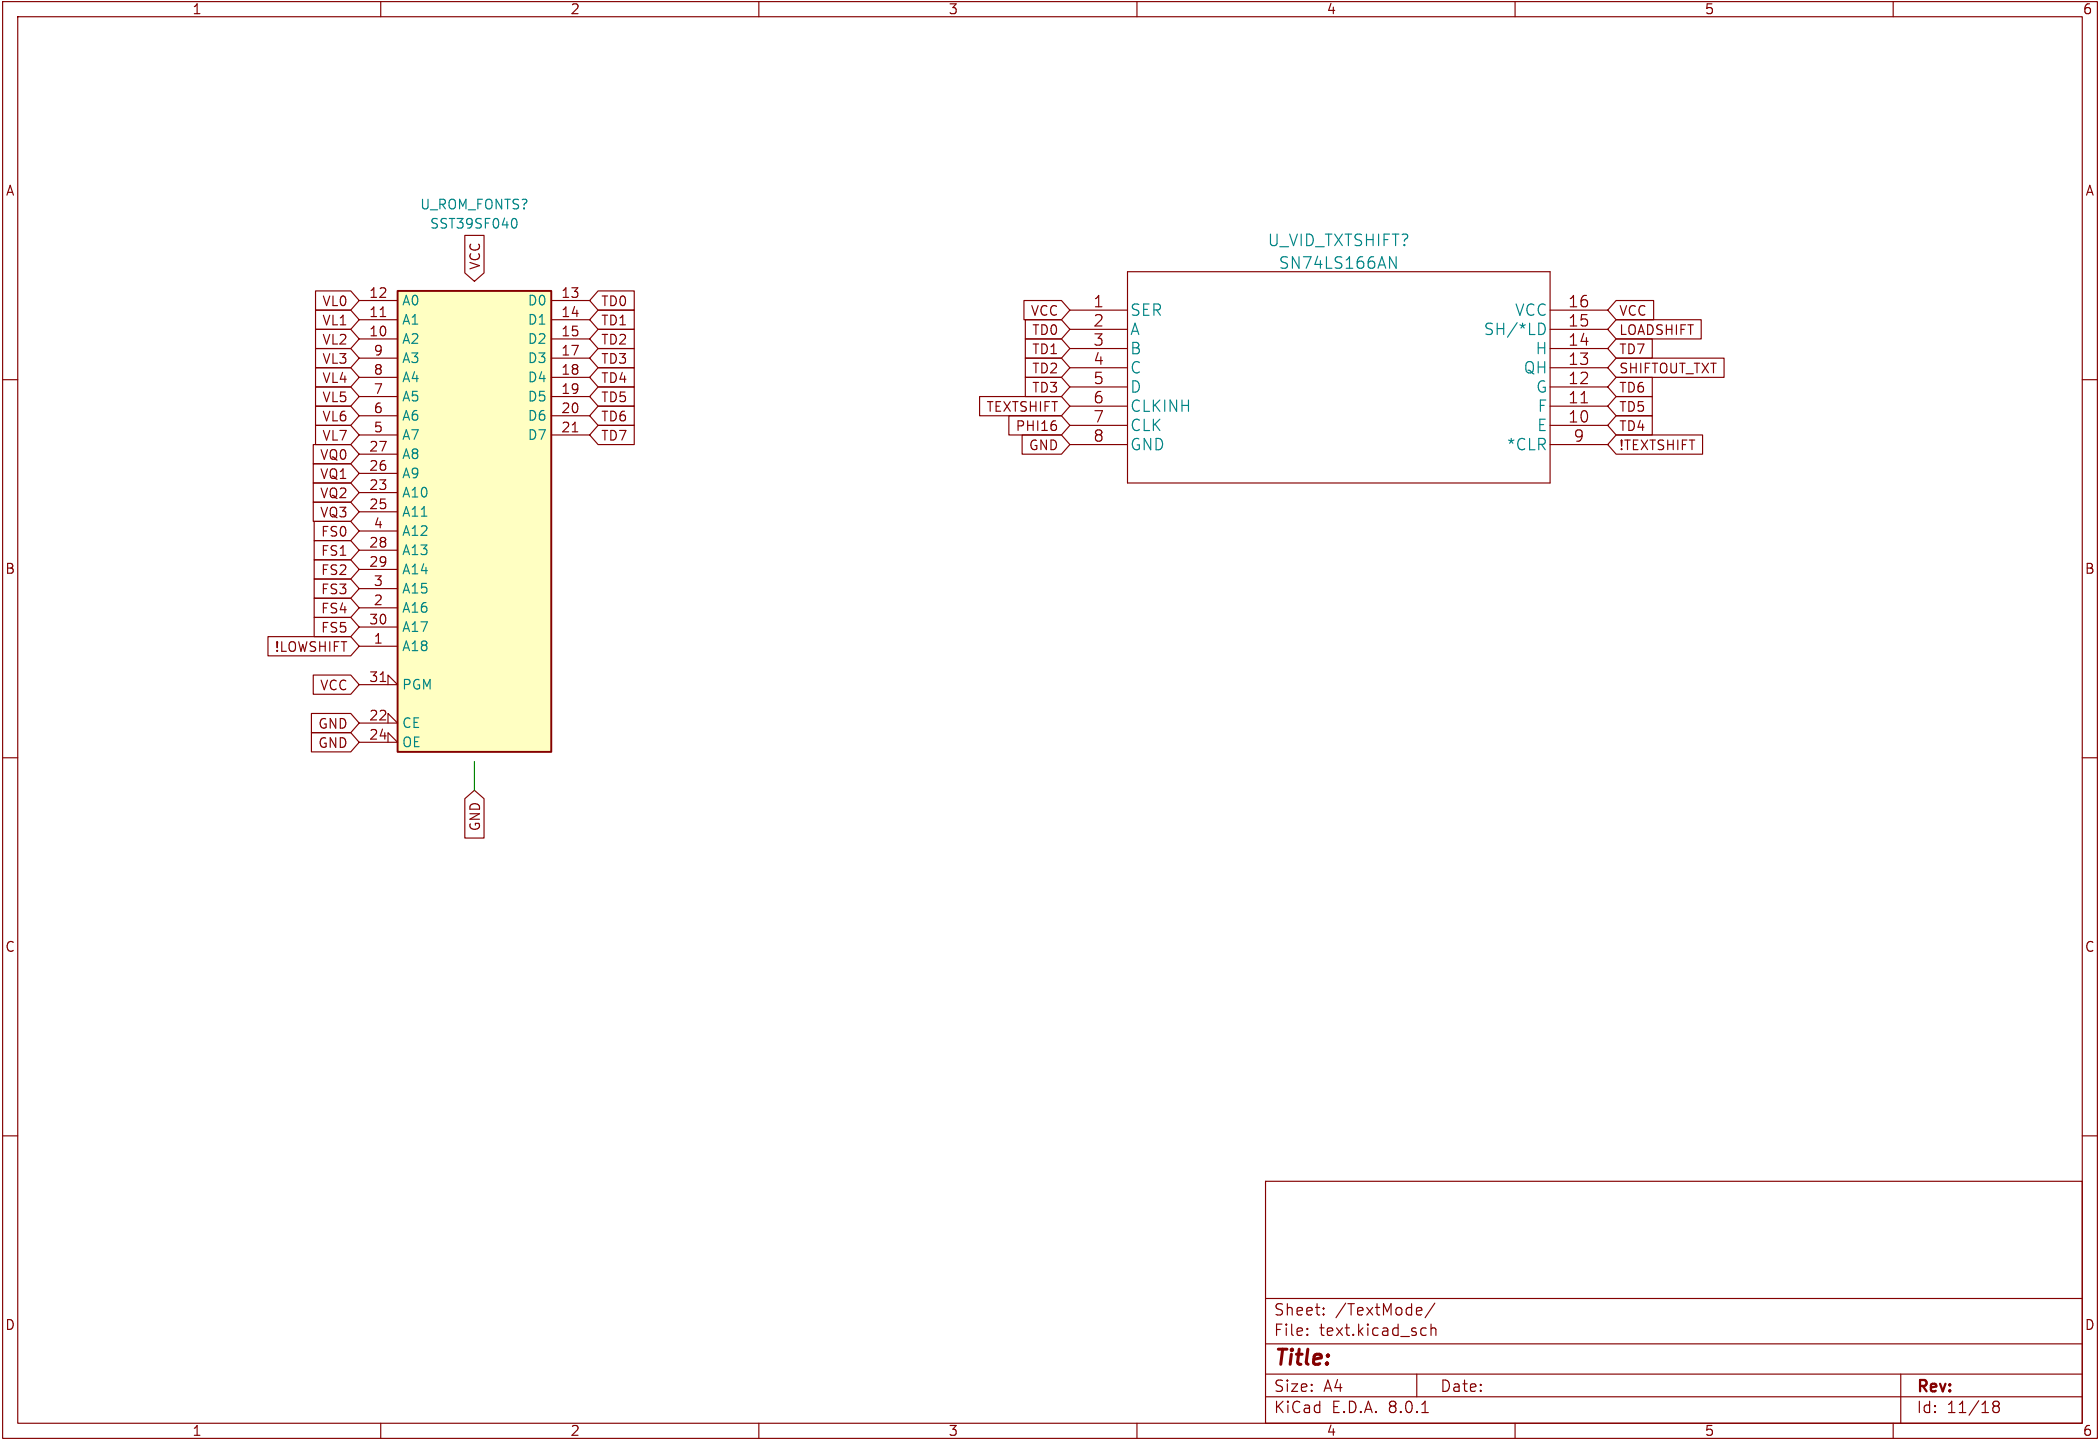 1 2 3 4 5 6
A A
B B
C C
D D
U_ROM_FONTS?
SST39SF040
VCC
VL0 12 A0 D0 13 TD0
VL1 11 A1 D1 14 TD1
VL2 10 A2 D2 15 TD2
VL3 9 A3 D3 17 TD3
VL4 8 A4 D4 18 TD4
VL5 7 A5 D5 19 TD5
VL6 6 A6 D6 20 TD6
VL7 5 A7 D7 21 TD7
VQ0 27 A8
VQ1 26 A9
VQ2 23 A10
VQ3 25 A11
FS0 4 A12
FS1 28 A13
FS2 29 A14
FS3 3 A15
FS4 2 A16
FS5 30 A17
!LOWSHIFT 1 A18
VCC 31 PGM
GND 22 CE
GND 24 OE
GND
U_VID_TXTSHIFT?
SN74LS166AN
VCC 1 SER VCC 16 VCC
TD0 2 A SH/*LD 15 LOADSHIFT
TD1 3 B H 14 TD7
TD2 4 C QH 13 SHIFTOUT_TXT
TD3 5 D G 12 TD6
TEXTSHIFT 6 CLKINH F 11 TD5
PHI16 7 CLK E 10 TD4
GND 8 GND *CLR 9 !TEXTSHIFT
Sheet: /TextMode/
File: text.kicad_sch
Title:
Size: A4 Date: Rev:
KiCad E.D.A. 8.0.1 Id: 11/18
1 2 3 4 5 6